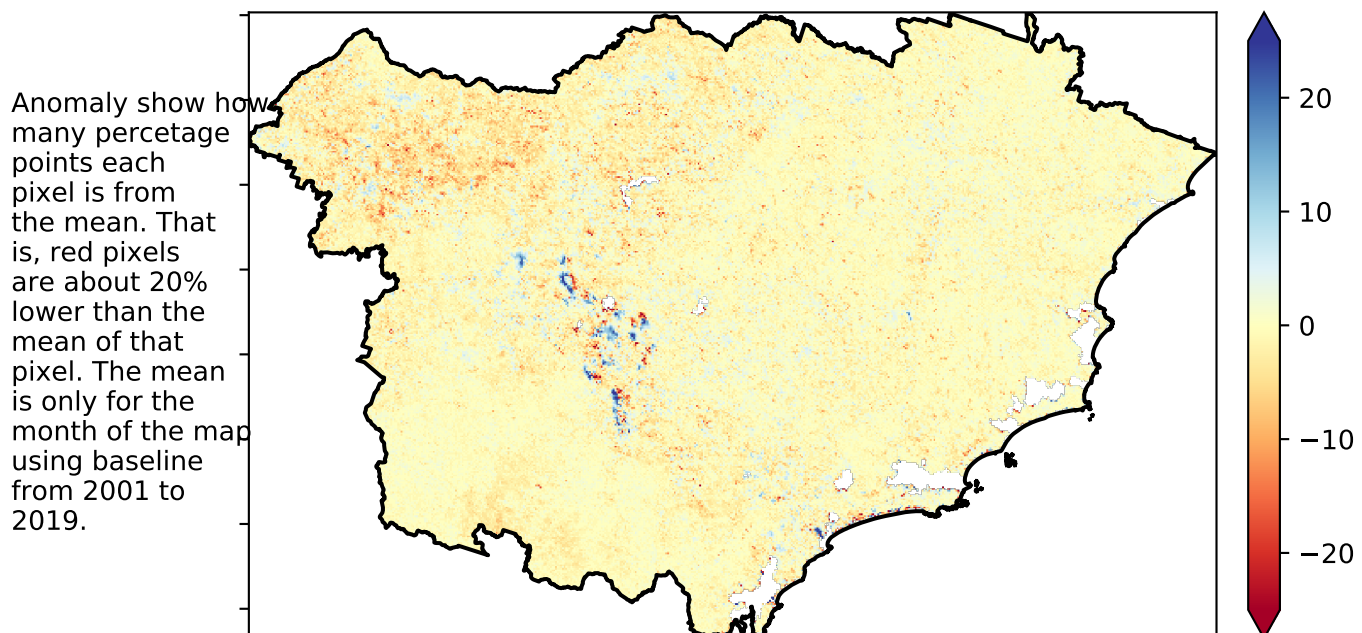 Anomaly show how
many percetage
points each
pixel is from
the mean. That
is, red pixels
are about 20%
lower than the
mean of that
pixel. The mean
is only for the
month of the map
using baseline
from 2001 to
2019.
20
10
0
−10
−20